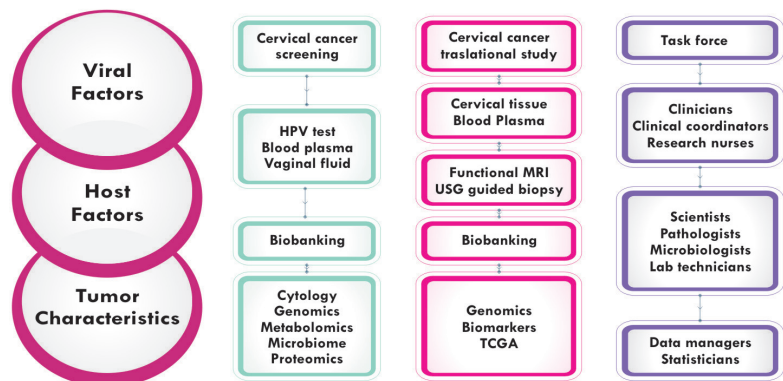 Viral
Factors
Host
Factors
Tumor
Characteristics
Cervical cancer
screening
HPV test
Blood plasma
Vaginal fluid
Biobanking
Cytology
Genomics
Metabolomics
Microbiome
Proteomics
Cervical cancer
traslational study
Cervical tissue
Blood Plasma
Functional MRI
USG guided biopsy
Biobanking
Genomics
Biomarkers
TCGA
Task force
Clinicians
Clinical coordinators
Research nurses
Scientists
Pathologists
Microbiologists
Lab technicians
Data managers
Statisticians